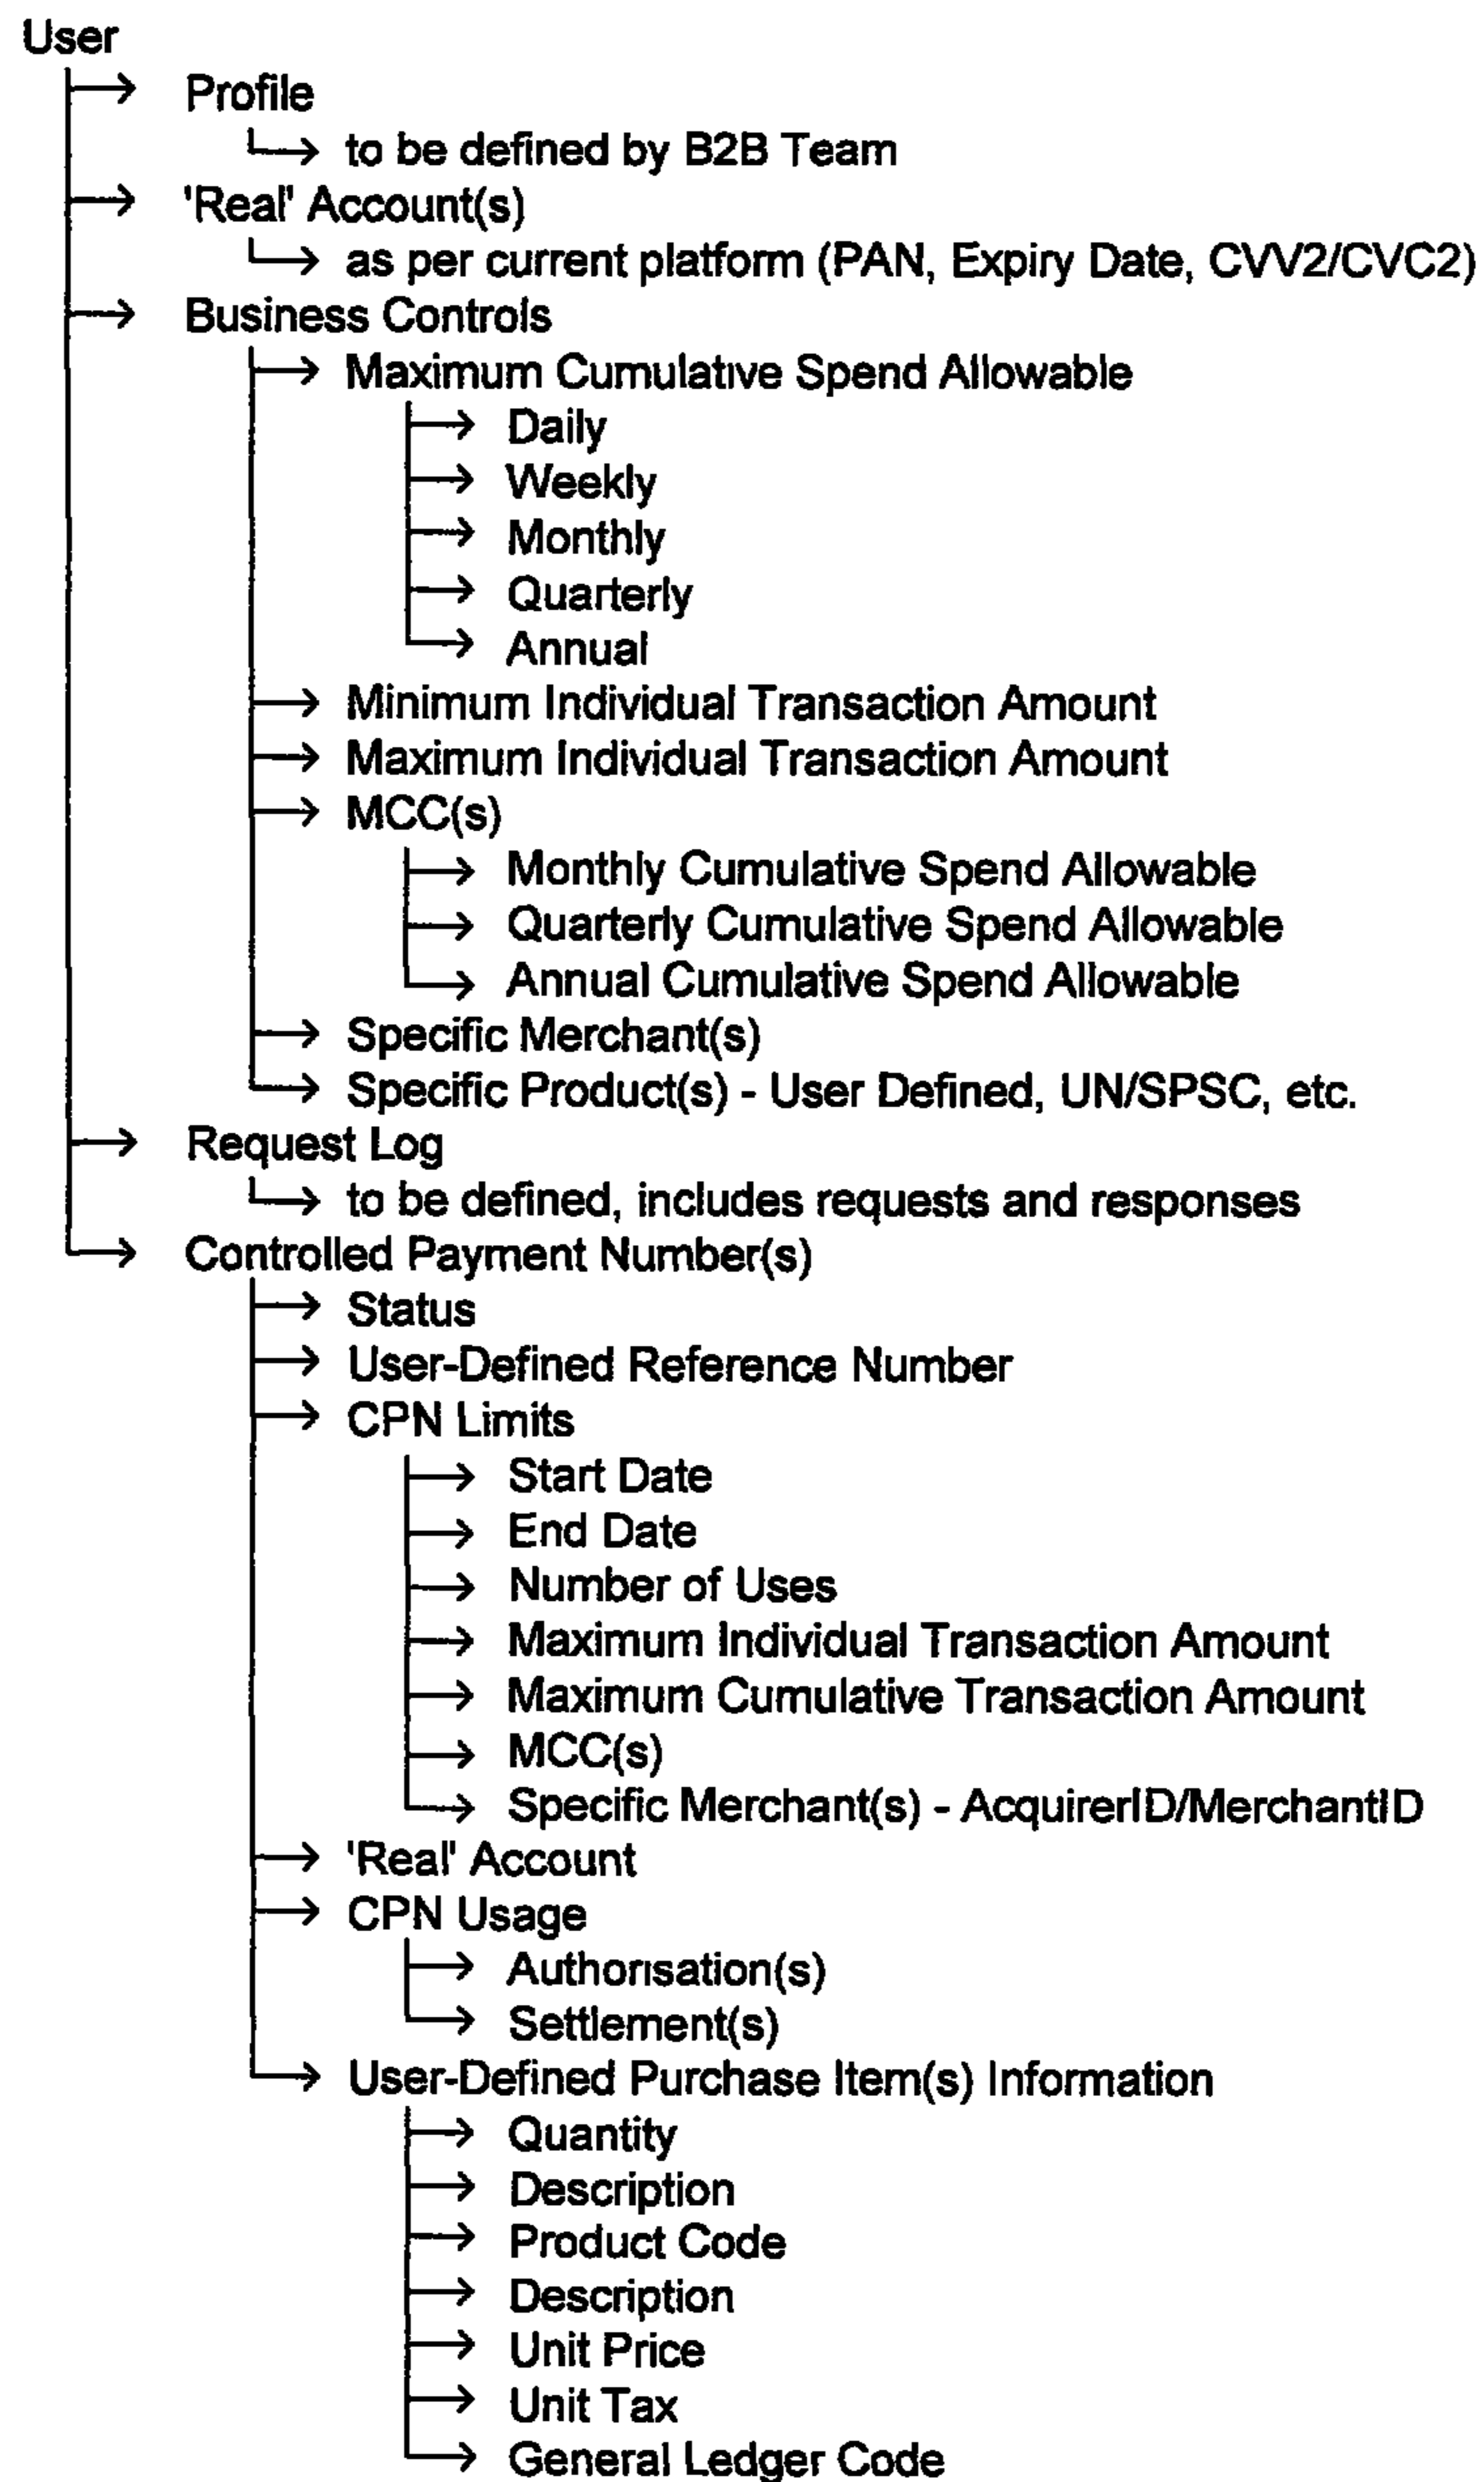 User
Profile
to be defined by B2B Team
'Real' Account(s)
as per current platform (PAN, Expiry Date, CVV2/CVC2)
Business Controls
Maximum Cumulative Spend Allowable
Daily
Weekly
Monthly
Quarterly
Annual
Minimum Individual Transaction Amount
Maximum Individual Transaction Amount
MCC(s)
Monthly Cumulative Spend Allowable
Quarterly Cumulative Spend Allowable
Annual Cumulative Spend Allowable
Specific Merchant(s)
Specific Product(s) - User Defined, UN/SPSC, etc.
Request Log
to be defined, includes requests and responses
Controlled Payment Number(s)
Status
User-Defined Reference Number
CPN Limits
Start Date
End Date
Number of Uses
Maximum Individual Transaction Amount
Maximum Cumulative Transaction Amount
MCC(s)
Specific Merchant(s) - AcquirerID/MerchantID
'Real' Account
CPN Usage
Authorisation(s)
Settlement(s)
User-Defined Purchase Item(s) Information
Quantity
Description
Product Code
Description
Unit Price
Unit Tax
General Ledger Code